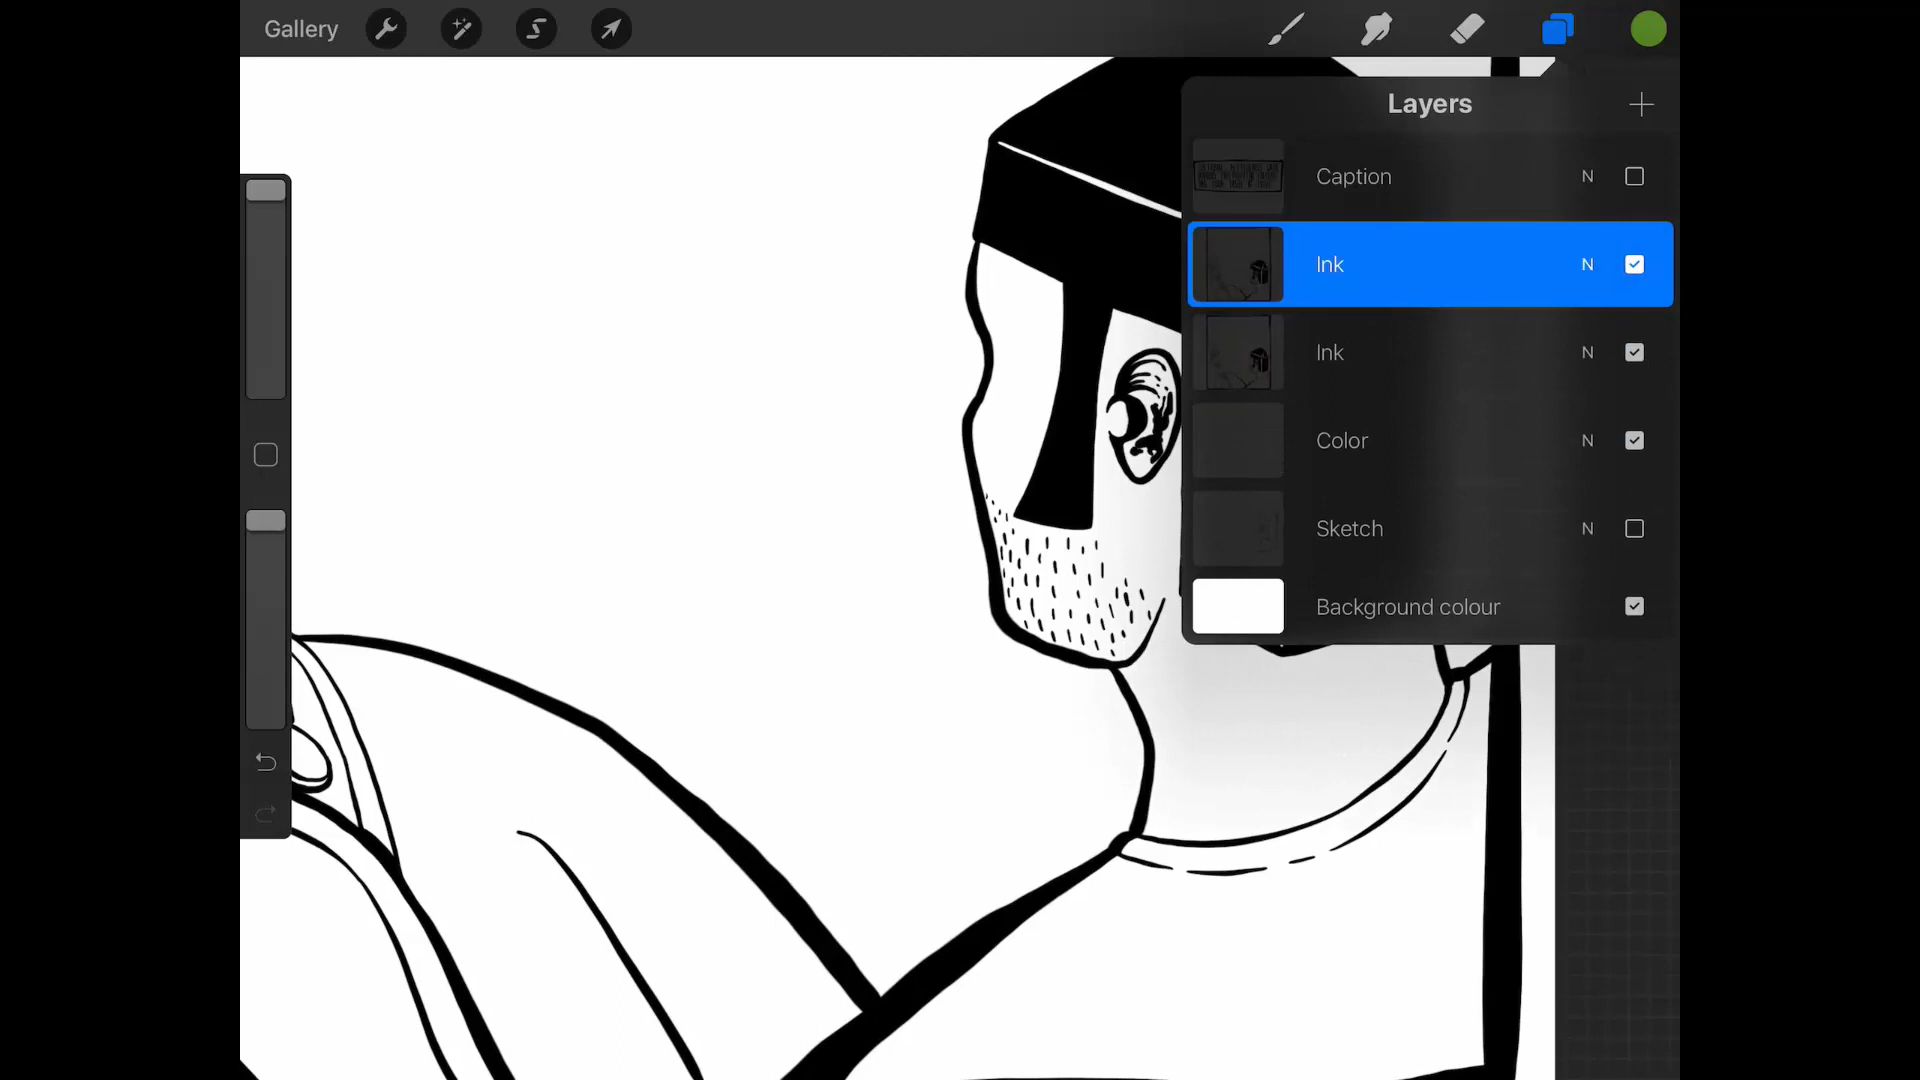 Gallery
Layers
Caption N
Ink N
Ink N
Color N
Sketch N
Background colour